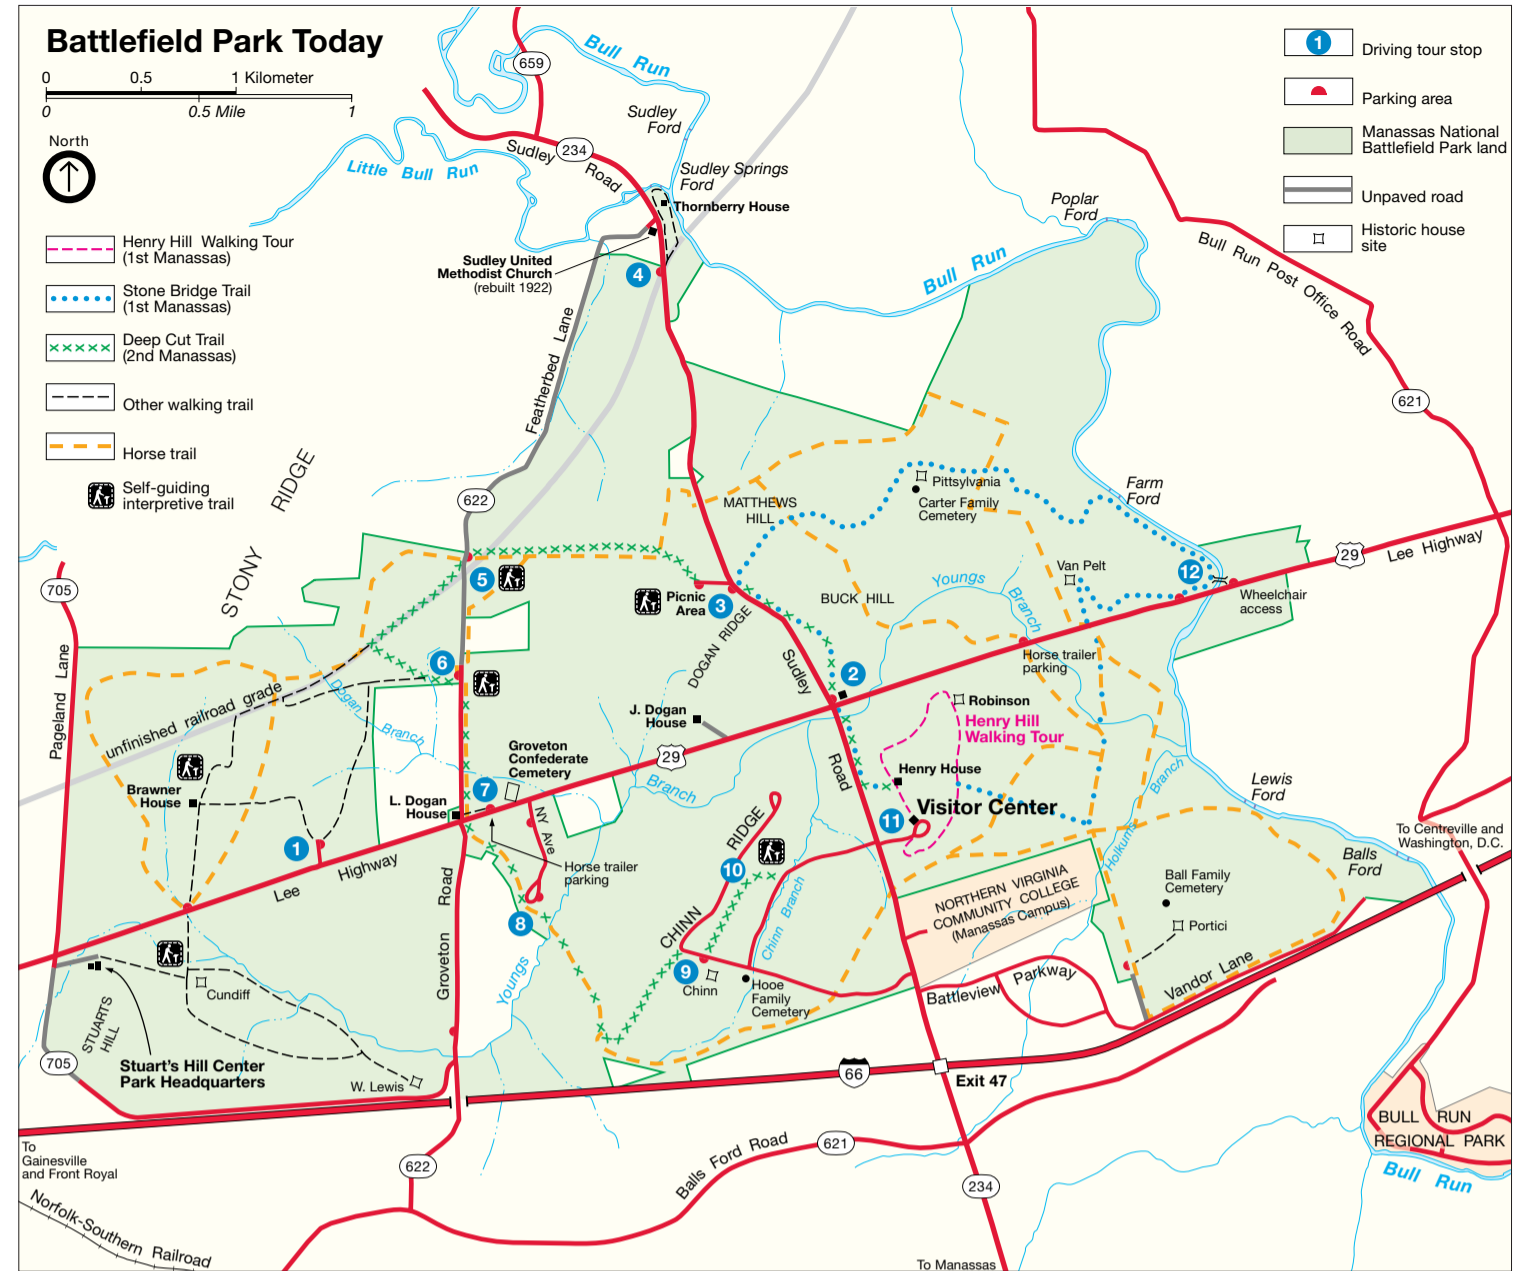 Battlefield Park Today
0 0.5 1 Kilometer
0 0.5 Mile 1
North
Henry Hill Walking Tour
(1st Manassas)
Stone Bridge Trail
(1st Manassas)
Deep Cut Trail
(2nd Manassas)
Other walking trail
Horse trail
Self-guiding
interpretive trail
1 Driving tour stop
Parking area
Manassas National
Battlefield Park land
Unpaved road
Historic house
site
659
Bull Run
Sudley
Ford
234
Sudley Road
Little Bull Run
Sudley Springs
Ford
Thornberry House
Sudley United
Methodist Church
(rebuilt 1922)
4
Poplar
Ford
Bull Run
Bull Run Post Office Road
621
Featherbed Lane
STONY RIDGE
622
MATTHEWS
HILL
Pittsylvania
Carter Family
Cemetery
Farm
Ford
29
Lee Highway
705
5
Picnic
Area
3
BUCK HILL
Youngs
Branch
Van Pelt
12
Wheelchair
access
DOGAN RIDGE
Sudley
Horse trailer
parking
6
2
Pageland Lane
unfinished railroad grade
Dogan
Branch
J. Dogan
House
Robinson
Henry Hill
Walking Tour
29
Road
Groveton
Confederate
Cemetery
Branch
Henry House
Branch
Lewis
Ford
Brawner
House
L. Dogan
House
7
NY Ave
11
Visitor Center
To Centreville and
Washington, D.C.
1
Lee Highway
RIDGE
10
Horse trailer
parking
Holkums
Balls
Ford
Road
CHINN
Chinn Branch
NORTHERN VIRGINIA
COMMUNITY COLLEGE
(Manassas Campus)
Ball Family
Cemetery
Portici
8
Groveton
Youngs
9
Chinn
Hooe
Family
Cemetery
Battleview Parkway
Vandor Lane
Cundiff
STUARTS
HILL
705
Stuart's Hill Center
Park Headquarters
W. Lewis
66
Exit 47
BULL RUN
REGIONAL PARK
To
Gainesville
and Front Royal
622
Balls Ford Road
621
234
Bull Run
Norfolk-Southern Railroad
To Manassas